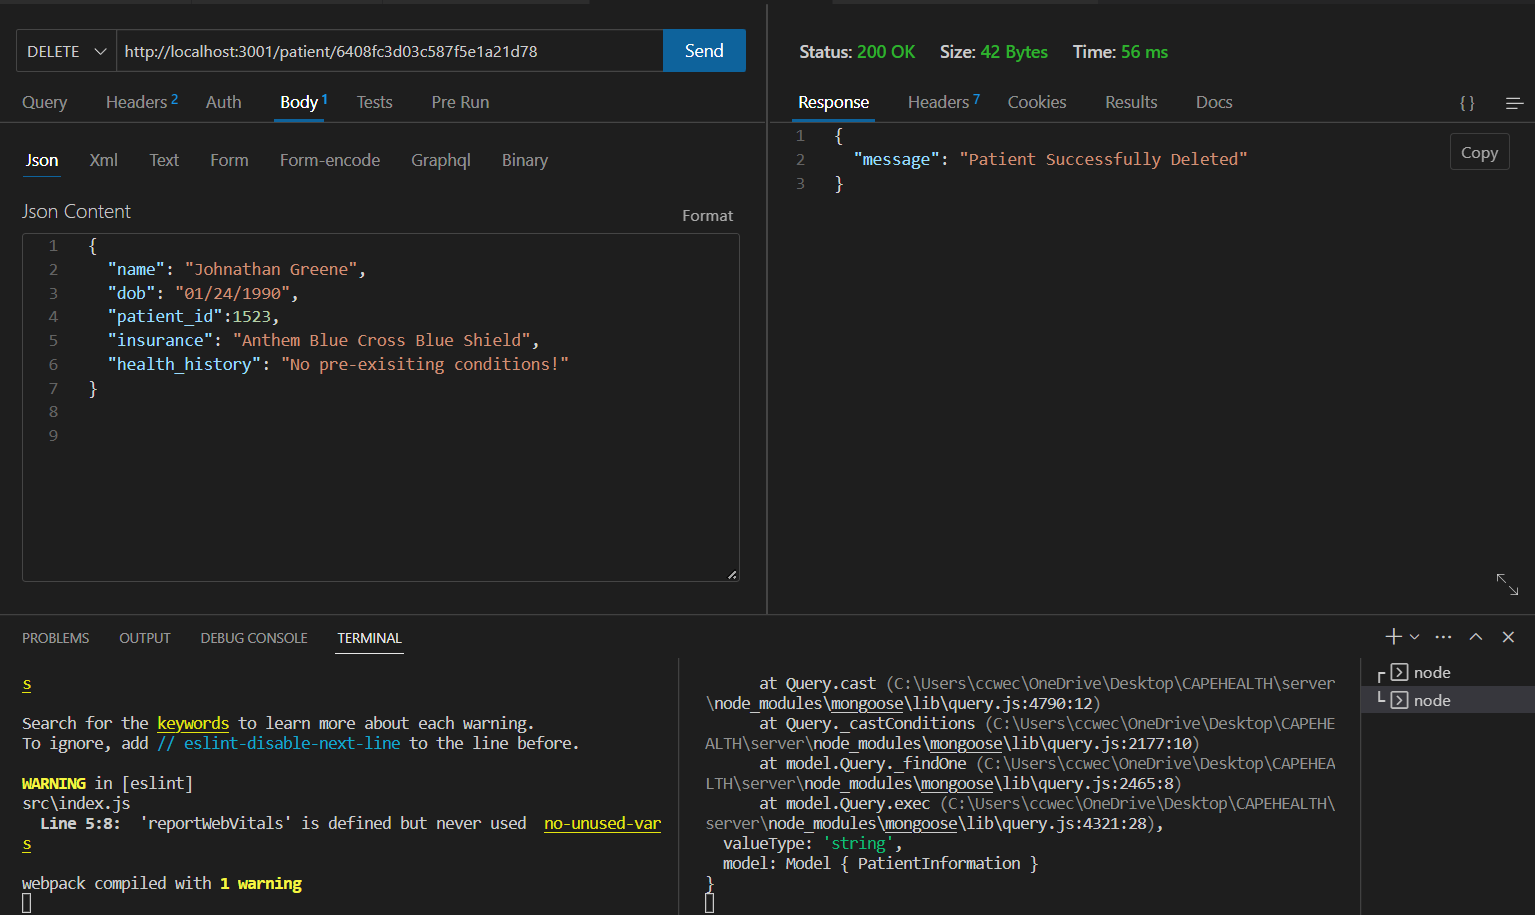 DELETE http://localhost:3001/patient/6408fc3d03c587f5e1a21d78 Send
Query Headers 2 Auth Body 1 Tests Pre Run
Json Xml Text Form Form-encode Graphql Binary
Json Content
Format
1 {
2 "name": "Johnathan Greene",
3 "dob": "01/24/1990",
4 "patient_id":1523,
5 "insurance": "Anthem Blue Cross Blue Shield",
6 "health_history": "No pre-exisiting conditions!"
7 }
8
9
Status: 200 OK Size: 42 Bytes Time: 56 ms
Response Headers 7 Cookies Results Docs { }
1 {
2 "message": "Patient Successfully Deleted"
3 }
Copy
PROBLEMS OUTPUT DEBUG CONSOLE TERMINAL
s
Search for the keywords to learn more about each warning.
To ignore, add // eslint-disable-next-line to the line before.
WARNING in [eslint]
src\index.js
Line 5:8: 'reportWebVitals' is defined but never used no-unused-var
s
webpack compiled with 1 warning
at Query.cast (C:\Users\ccwec\OneDrive\Desktop\CAPEHEALTH\server
\node_modules\mongoose\lib\query.js:4790:12)
at Query._castConditions (C:\Users\ccwec\OneDrive\Desktop\CAPEHE
ALTH\server\node_modules\mongoose\lib\query.js:2177:10)
at model.Query._findOne (C:\Users\ccwec\OneDrive\Desktop\CAPEHEA
LTH\server\node_modules\mongoose\lib\query.js:2465:8)
at model.Query.exec (C:\Users\ccwec\OneDrive\Desktop\CAPEHEALTH\
server\node_modules\mongoose\lib\query.js:4321:28),
valueType: 'string',
model: Model { PatientInformation }
}
node
node